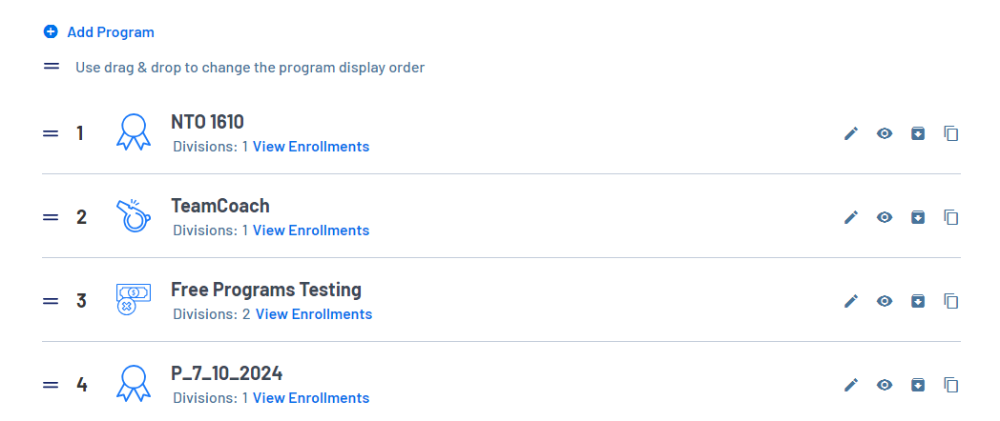 Add Program
Use drag & drop to change the program display order
1
NTO 1610
Divisions: 1 View Enrollments
2
TeamCoach
Divisions: 1 View Enrollments
3
Free Programs Testing
Divisions: 2 View Enrollments
4
P_7_10_2024
Divisions: 1 View Enrollments